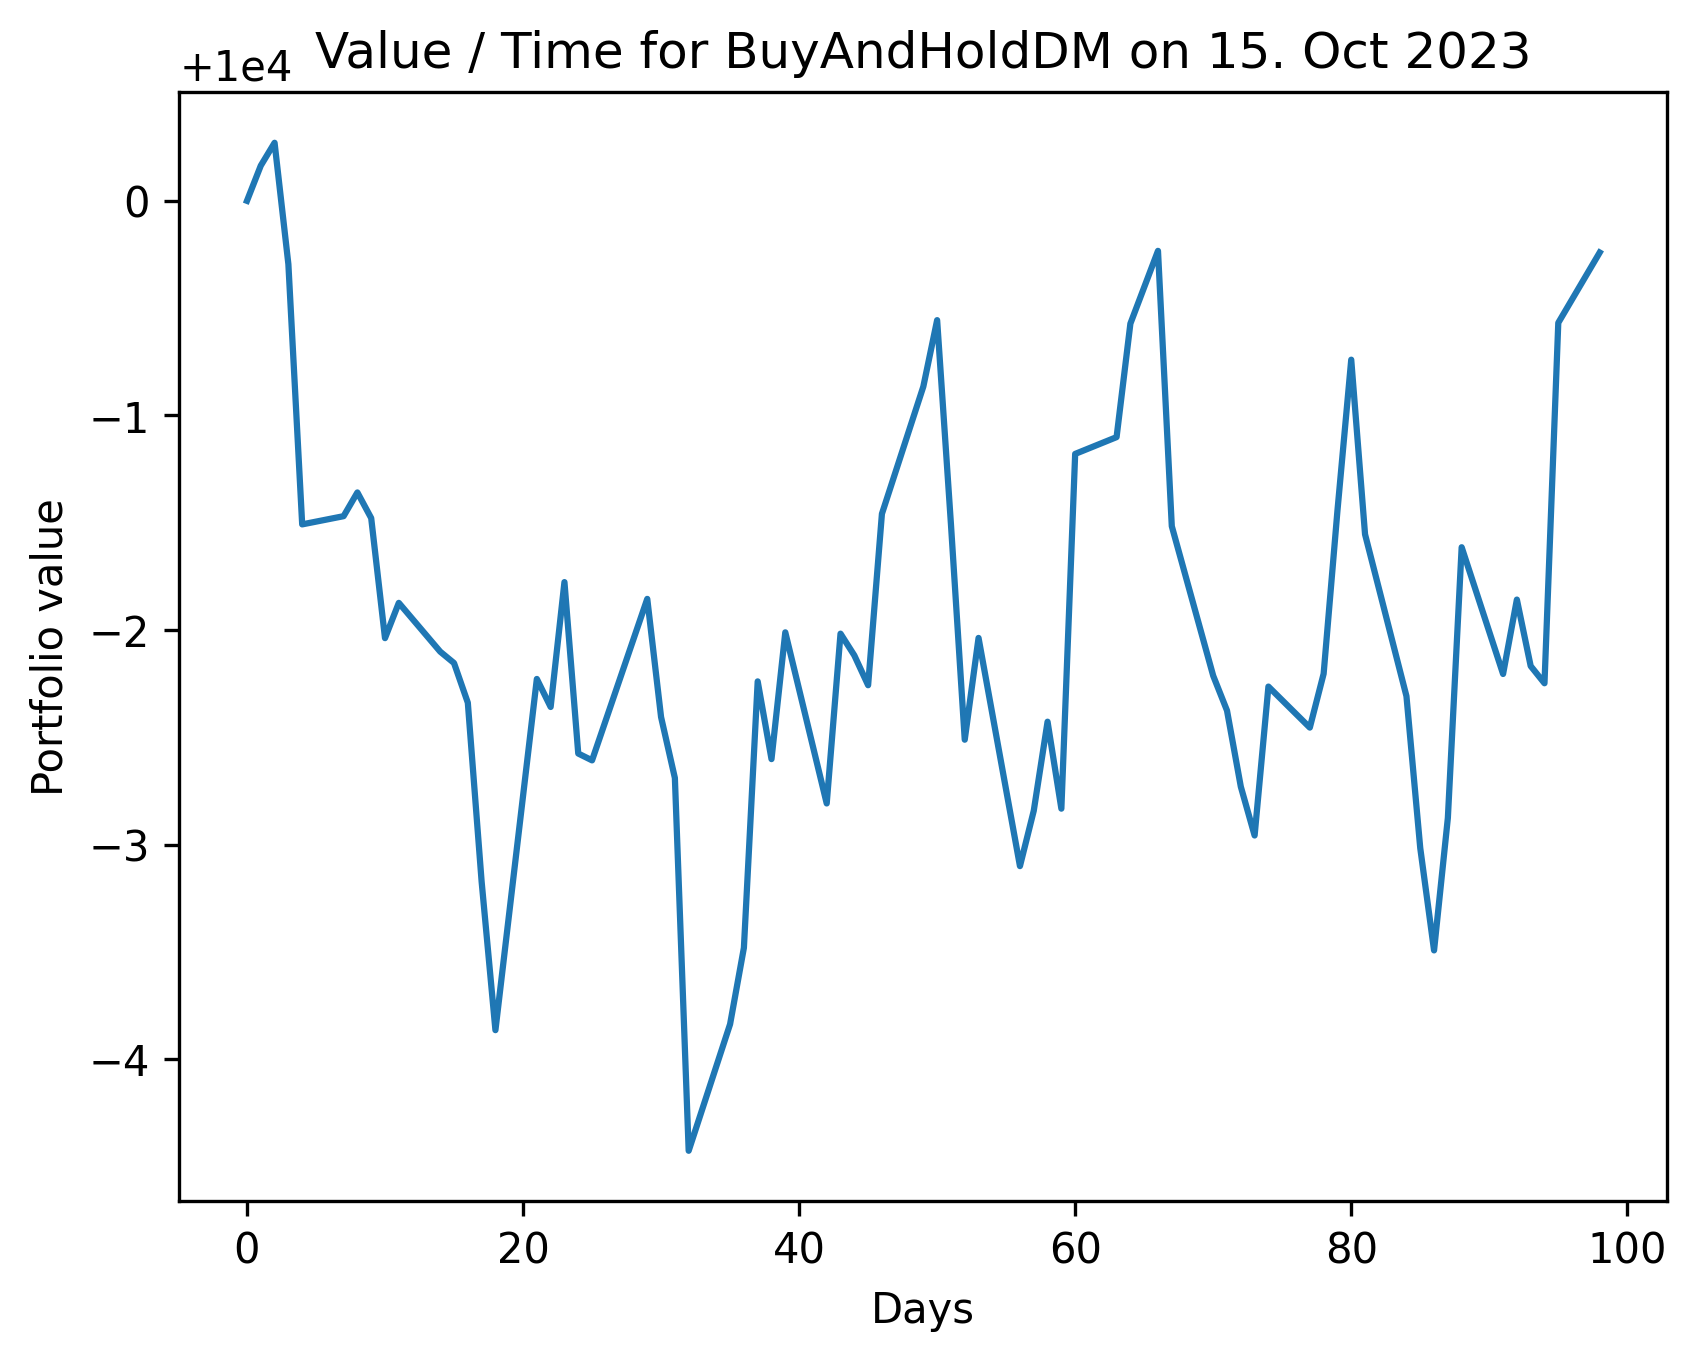 Value / Time for BuyAndHoldDM on 15. Oct 2023
+1e4
0
−1
−2
−3
−4
Portfolio value
0 20 40 60 80 100
Days